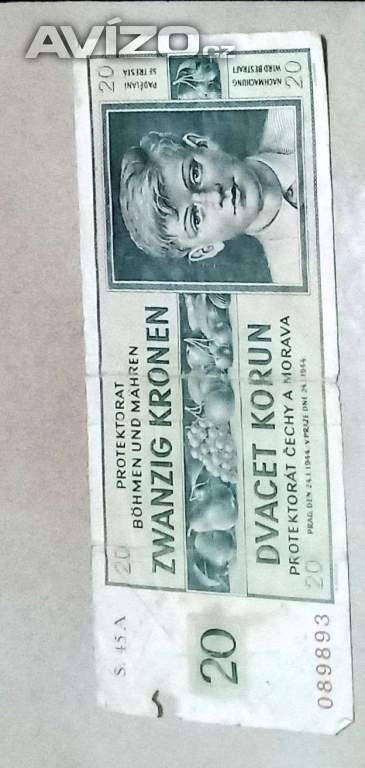 AVÍZO.cz
S. 45 A
20
089893
20
PROTEKTORAT
BÖHMEN UND MÄHREN
ZWANZIG KRONEN
DVACET KORUN
PROTEKTORÁT ČECHY A MORAVA
20
PRAG, DEN 24.I.1944. V PRAZE DNE 24.I.1944.
20
PADĚLÁNÍ
SE TRESTÁ
NACHMACHUNG
WIRD BESTRAFT
20